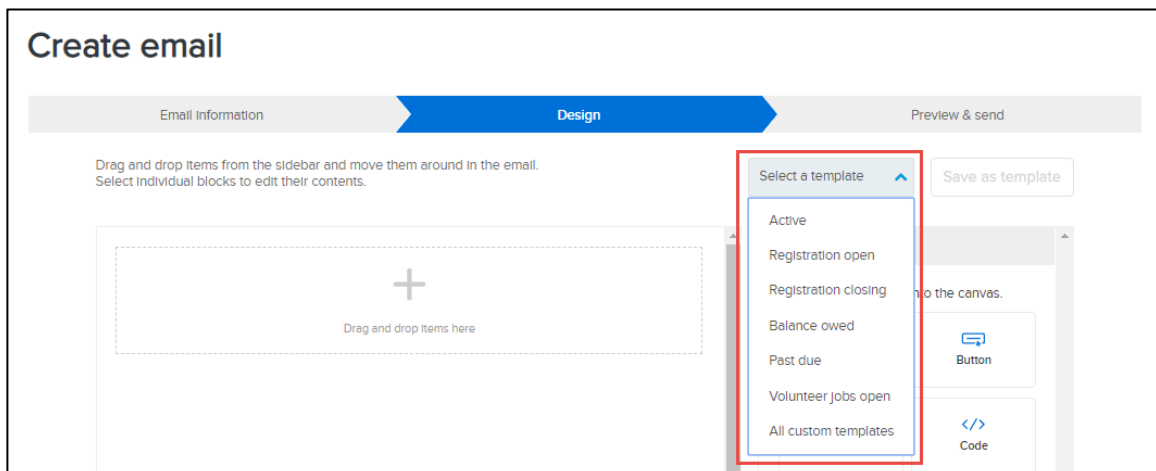 Create email
Email information
Design
Preview & send
Drag and drop items from the sidebar and move them around in the email.
Select individual blocks to edit their contents.
Select a template
Save as template
Active
Registration open
Registration closing
Balance owed
Past due
Volunteer jobs open
All custom templates
Drag and drop items here
the canvas.
Button
</>
Code